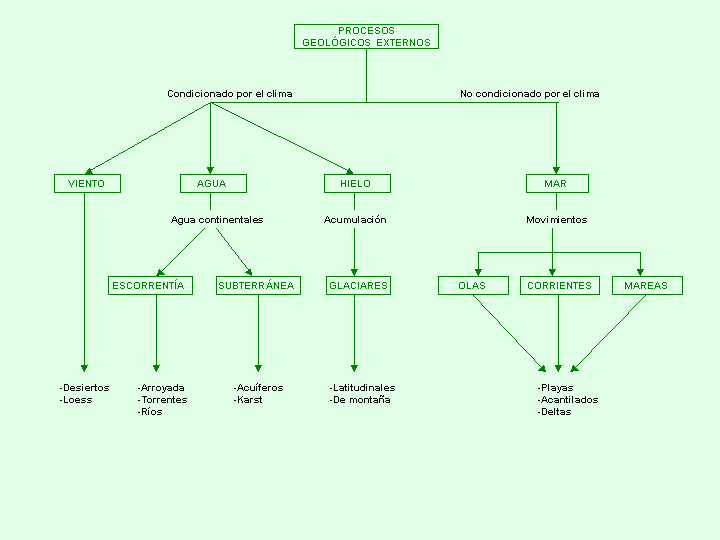 PROCESOS
GEOLÓGICOS EXTERNOS
Condicionado por el clima
No condicionado por el clima
VIENTO
AGUA
HIELO
MAR
Agua continentales
Acumulación
Movimientos
ESCORRENTÍA
SUBTERRÁNEA
GLACIARES
OLAS
CORRIENTES
MAREAS
-Desiertos
-Loess
-Arroyada
-Torrentes
-Ríos
-Acuíferos
-Karst
-Latitudinales
-De montaña
-Playas
-Acantilados
-Deltas